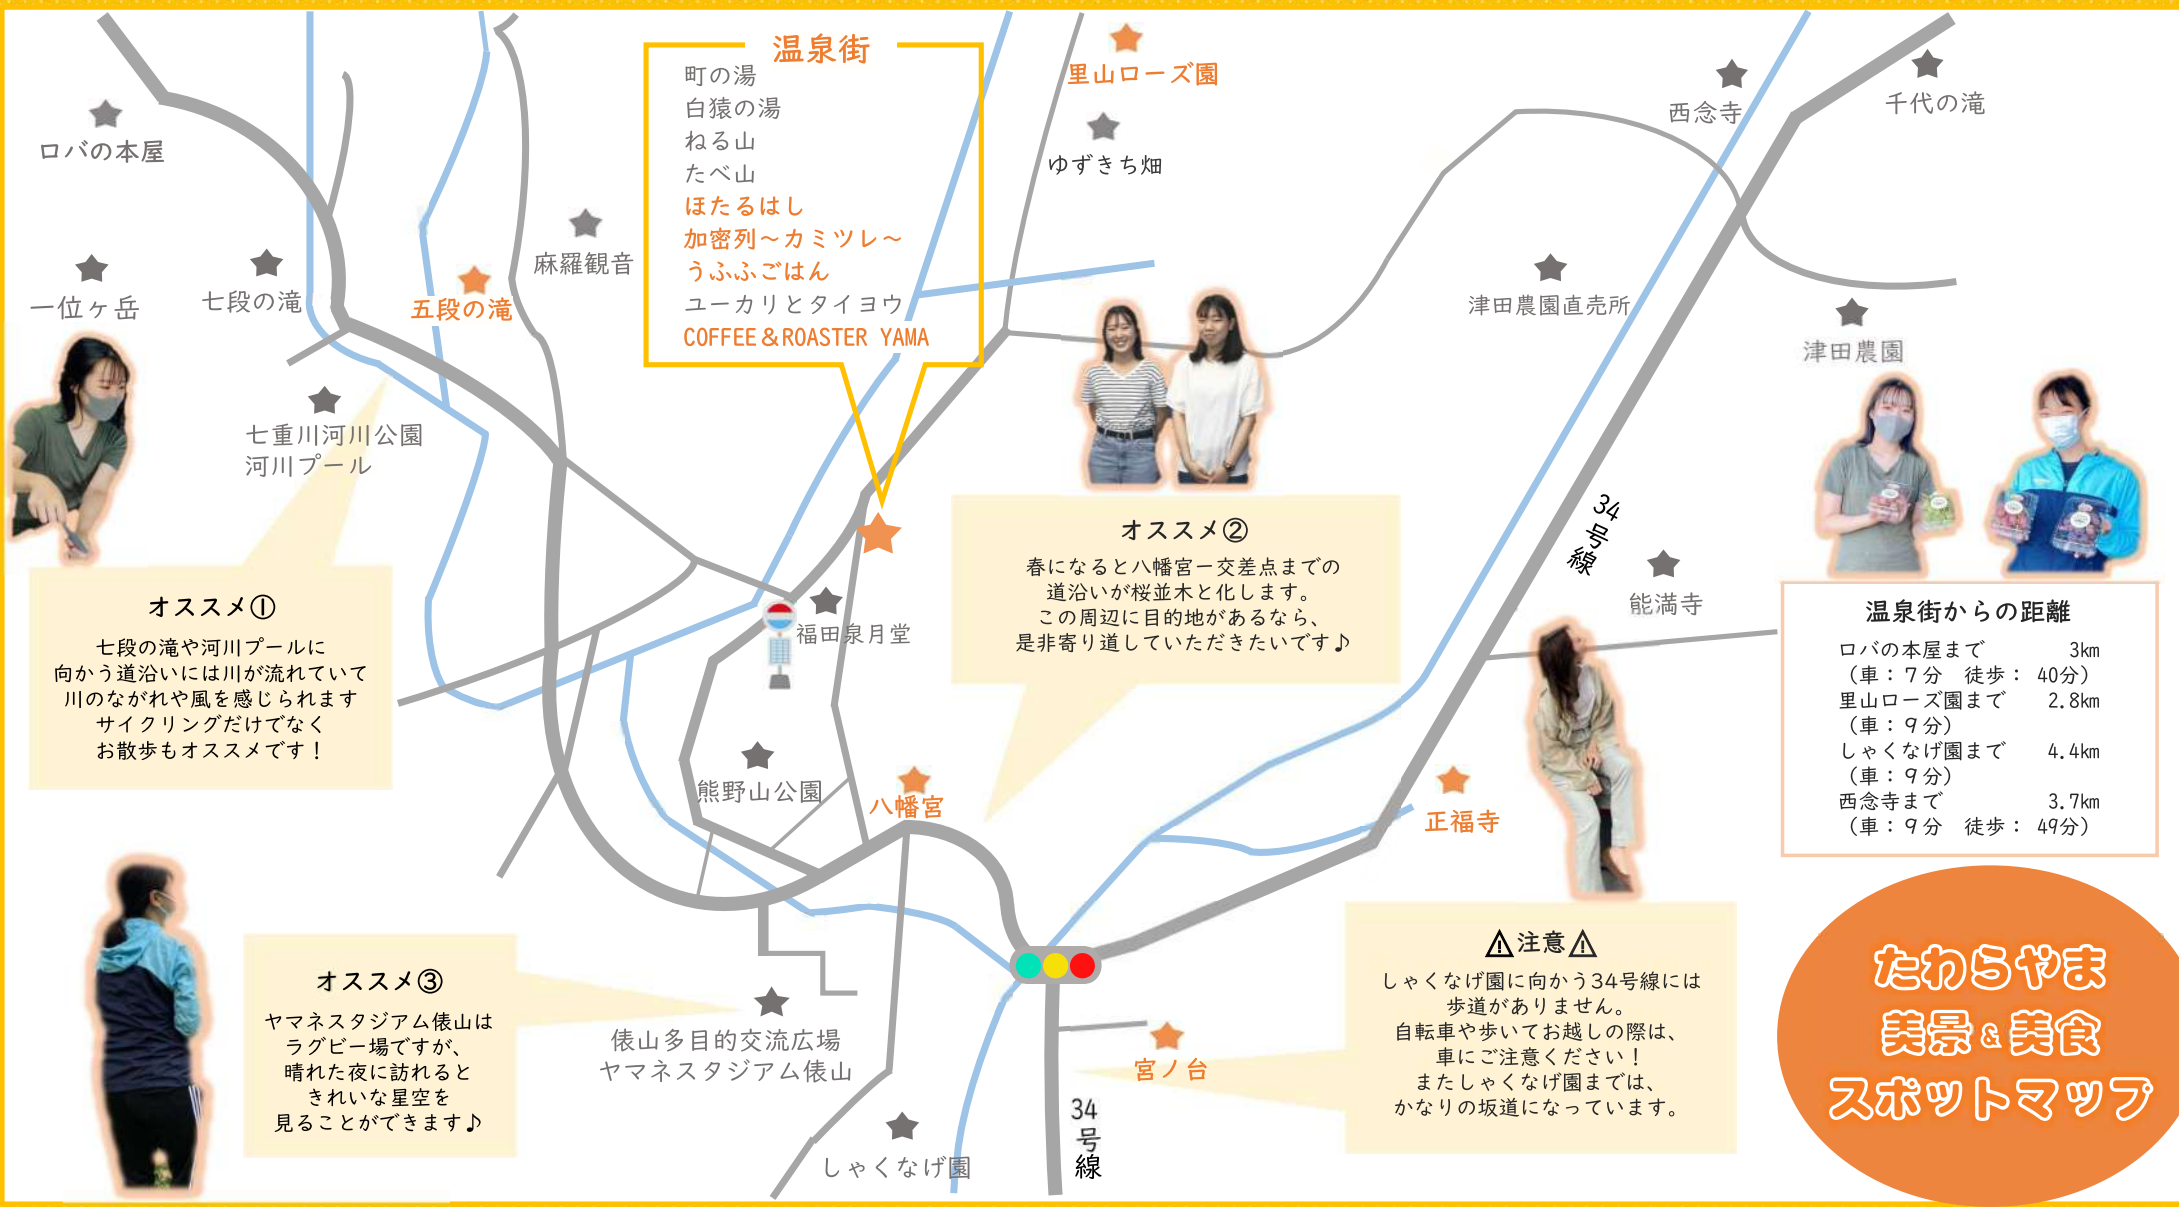 温泉街
町の湯
白猿の湯
ねる山
たべ山
ほたるはし
加密列～カミツレ～
うふふごはん
ユーカリとタイヨウ
COFFEE＆ROASTER YAMA
里山ローズ園
ゆずきち畑
西念寺
千代の滝
ロバの本屋
一位ヶ岳
七段の滝
五段の滝
麻羅観音
津田農園直売所
津田農園
七重川河川公園
河川プール
オススメ①
七段の滝や河川プールに
向かう道沿いには川が流れていて
川のながれや風を感じられます
サイクリングだけでなく
お散歩もオススメです！
オススメ②
春になると八幡宮ー交差点までの
道沿いが桜並木と化します。
この周辺に目的地があるなら、
是非寄り道していただきたいです♪
34号線
能満寺
福田泉月堂
熊野山公園
八幡宮
正福寺
温泉街からの距離
ロバの本屋まで 3km
（車：７分 徒歩： 40分）
里山ローズ園まで 2.8km
（車：９分）
しゃくなげ園まで 4.4km
（車：９分）
西念寺まで 3.7km
（車：９分 徒歩： 49分）
オススメ③
ヤマネスタジアム俵山は
ラグビー場ですが、
晴れた夜に訪れると
きれいな星空を
見ることができます♪
俵山多目的交流広場
ヤマネスタジアム俵山
しゃくなげ園
宮ノ台
34号線
⚠注意⚠
しゃくなげ園に向かう34号線には
歩道がありません。
自転車や歩いてお越しの際は、
車にご注意ください！
またしゃくなげ園までは、
かなりの坂道になっています。
たわらやま
美景&美食
スポットマップ